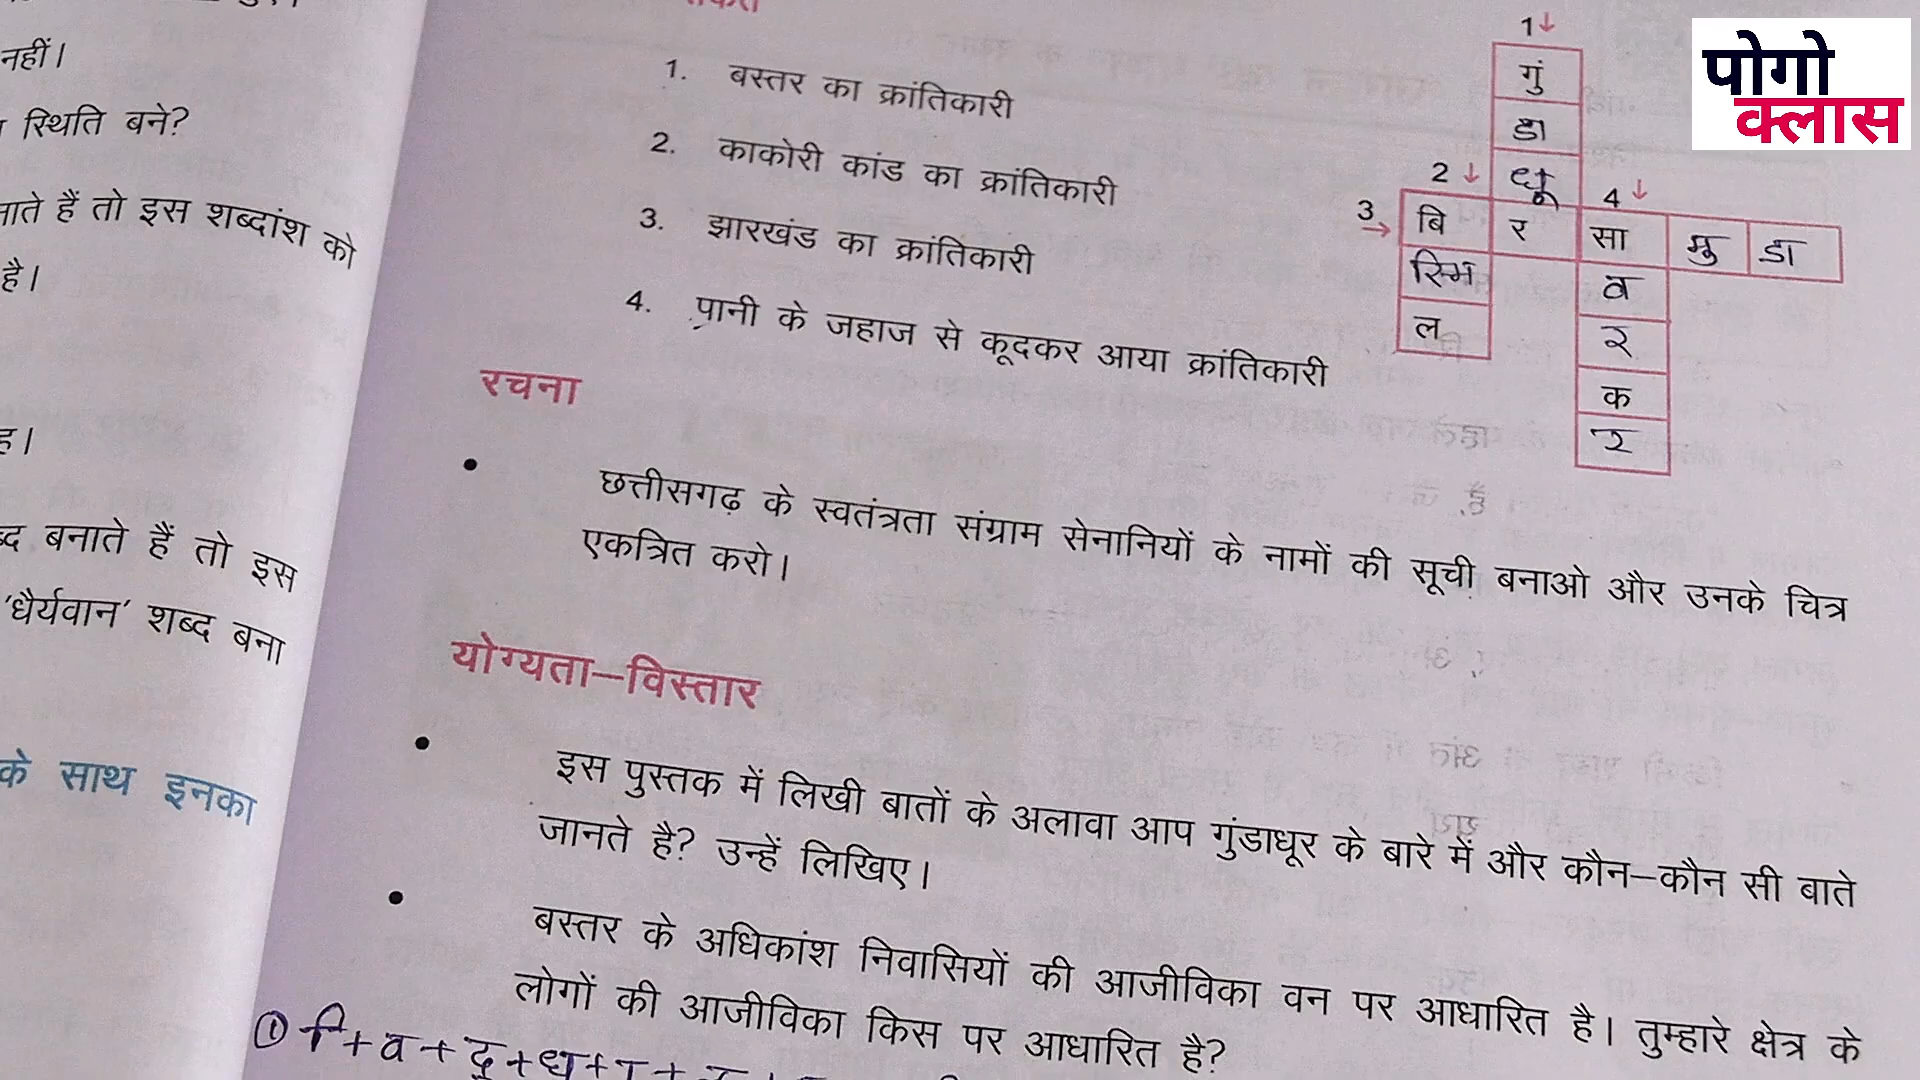 नहीं।
स्थिति बने?
ाते हैं तो इस शब्दांश को
है।
ह।
ब्द बनाते हैं तो इस
'धैर्यवान' शब्द बना
के साथ इनका
संकेत
1. बस्तर का क्रांतिकारी
2. काकोरी कांड का क्रांतिकारी
3. झारखंड का क्रांतिकारी
4. पानी के जहाज से कूदकर आया क्रांतिकारी
1↓
गुं
डा
2 ↓ धू 4 ↓
3 → बि र सा मु डा
स्मि व
ल र
क
र
रचना
• छत्तीसगढ़ के स्वतंत्रता संग्राम सेनानियों के नामों की सूची बनाओ और उनके चित्र
एकत्रित करो।
योग्यता–विस्तार
• इस पुस्तक में लिखी बातों के अलावा आप गुंडाधूर के बारे में और कौन–कौन सी बाते
जानते है? उन्हें लिखिए।
• बस्तर के अधिकांश निवासियों की आजीविका वन पर आधारित है। तुम्हारे क्षेत्र के
लोगों की आजीविका किस पर आधारित है?
पोगो
क्लास